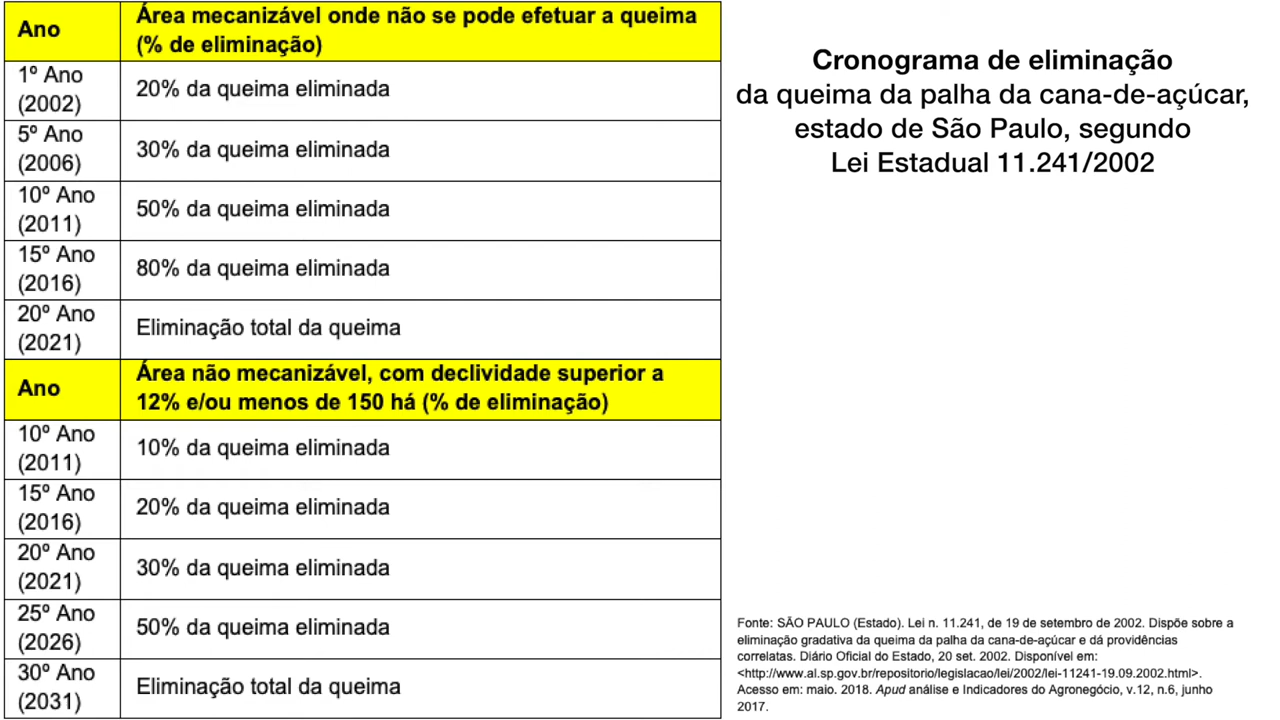 Ano
Área mecanizável onde não se pode efetuar a queima
(% de eliminação)
1º Ano
(2002)
20% da queima eliminada
5º Ano
(2006)
30% da queima eliminada
10º Ano
(2011)
50% da queima eliminada
15º Ano
(2016)
80% da queima eliminada
20º Ano
(2021)
Eliminação total da queima
Ano
Área não mecanizável, com declividade superior a
12% e/ou menos de 150 há (% de eliminação)
10º Ano
(2011)
10% da queima eliminada
15º Ano
(2016)
20% da queima eliminada
20º Ano
(2021)
30% da queima eliminada
25º Ano
(2026)
50% da queima eliminada
30º Ano
(2031)
Eliminação total da queima
Cronograma de eliminação
da queima da palha da cana-de-açúcar,
estado de São Paulo, segundo
Lei Estadual 11.241/2002
Fonte: SÃO PAULO (Estado). Lei n. 11.241, de 19 de setembro de 2002. Dispõe sobre a
eliminação gradativa da queima da palha da cana-de-açúcar e dá providências
correlatas. Diário Oficial do Estado, 20 set. 2002. Disponível em:
<http://www.al.sp.gov.br/repositorio/legislacao/lei/2002/lei-11241-19.09.2002.html>.
Acesso em: maio. 2018. Apud análise e Indicadores do Agronegócio, v.12, n.6, junho
2017.